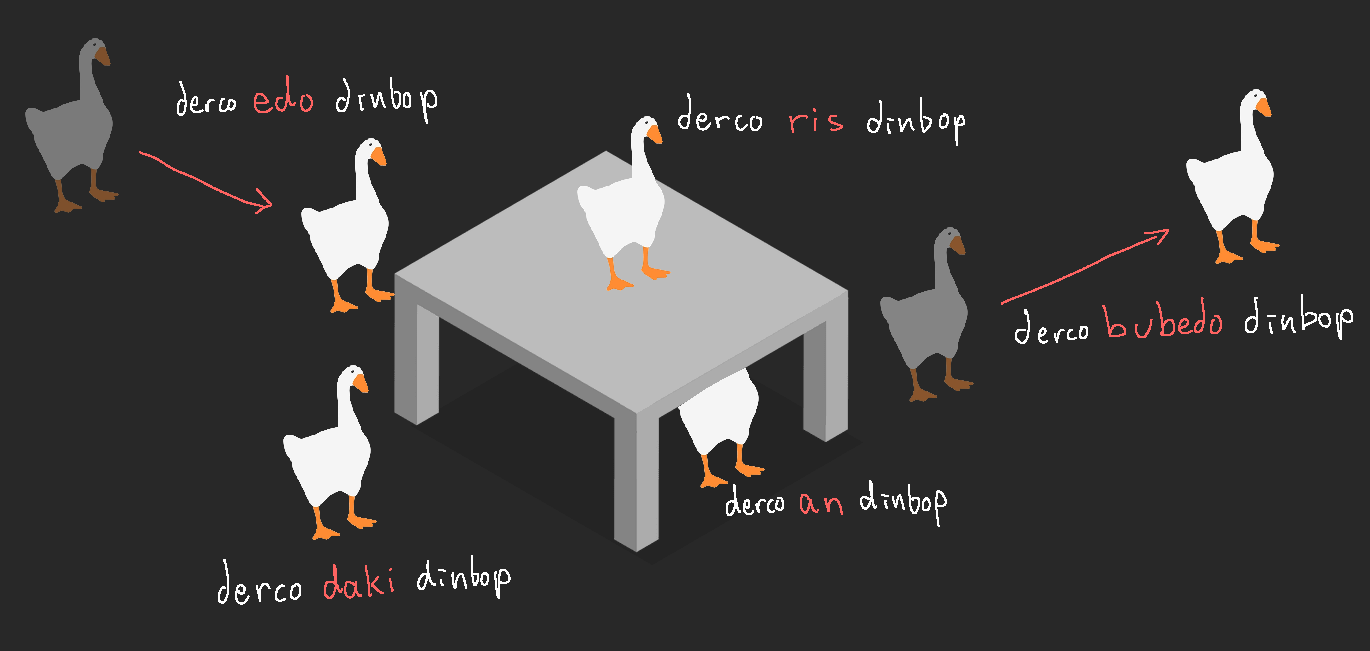 derco edo dinbop
derco ris dinbop
derco bubedo dinbop
derco an dinbop
derco daki dinbop